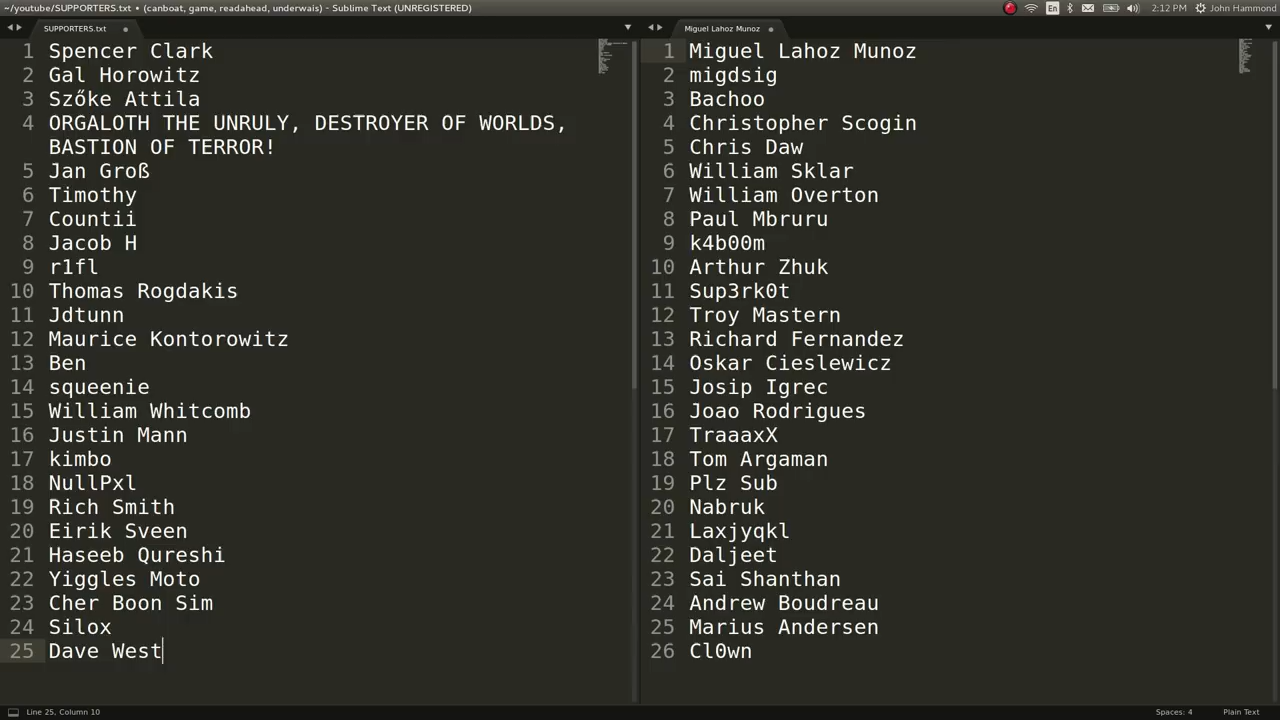 ~/youtube/SUPPORTERS.txt • (canboat, game, readahead, underwais) - Sublime Text (UNREGISTERED)
En
2:12 PM
John Hammond
SUPPORTERS.txt
1 Spencer Clark
2 Gal Horowitz
3 Szőke Attila
4 ORGALOTH THE UNRULY, DESTROYER OF WORLDS,
BASTION OF TERROR!
5 Jan Groß
6 Timothy
7 Countii
8 Jacob H
9 r1fl
10 Thomas Rogdakis
11 Jdtunn
12 Maurice Kontorowitz
13 Ben
14 squeenie
15 William Whitcomb
16 Justin Mann
17 kimbo
18 NullPxl
19 Rich Smith
20 Eirik Sveen
21 Haseeb Qureshi
22 Yiggles Moto
23 Cher Boon Sim
24 Silox
25 Dave West
Miguel Lahoz Munoz
1 Miguel Lahoz Munoz
2 migdsig
3 Bachoo
4 Christopher Scogin
5 Chris Daw
6 William Sklar
7 William Overton
8 Paul Mbruru
9 k4b00m
10 Arthur Zhuk
11 Sup3rk0t
12 Troy Mastern
13 Richard Fernandez
14 Oskar Cieslewicz
15 Josip Igrec
16 Joao Rodrigues
17 TraaaxX
18 Tom Argaman
19 Plz Sub
20 Nabruk
21 Laxjyqkl
22 Daljeet
23 Sai Shanthan
24 Andrew Boudreau
25 Marius Andersen
26 Cl0wn
Line 25, Column 10
Spaces: 4
Plain Text